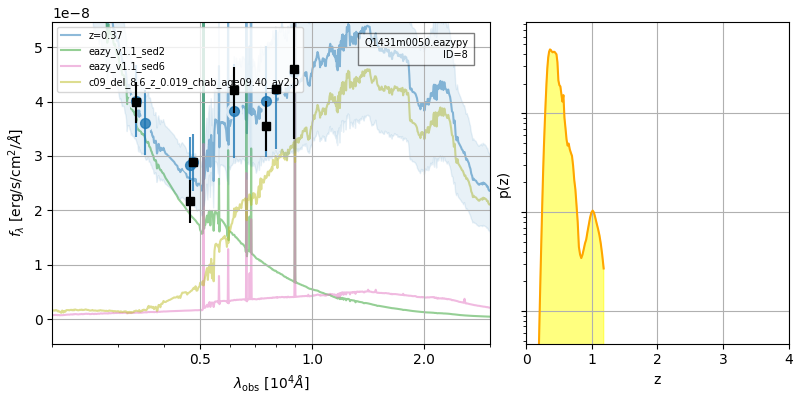 1e−8
z=0.37
eazy_v1.1_sed2
eazy_v1.1_sed6
c09_del_8.6_z_0.019_chab_age09.40_av2.0
Q1431m0050.eazypy
ID=8
5
4
3
2
1
0
f_λ [erg/s/cm²/Å]
0.5 1.0 2.0
λ_obs [10⁴Å]
p(z)
0 1 2 3 4
z